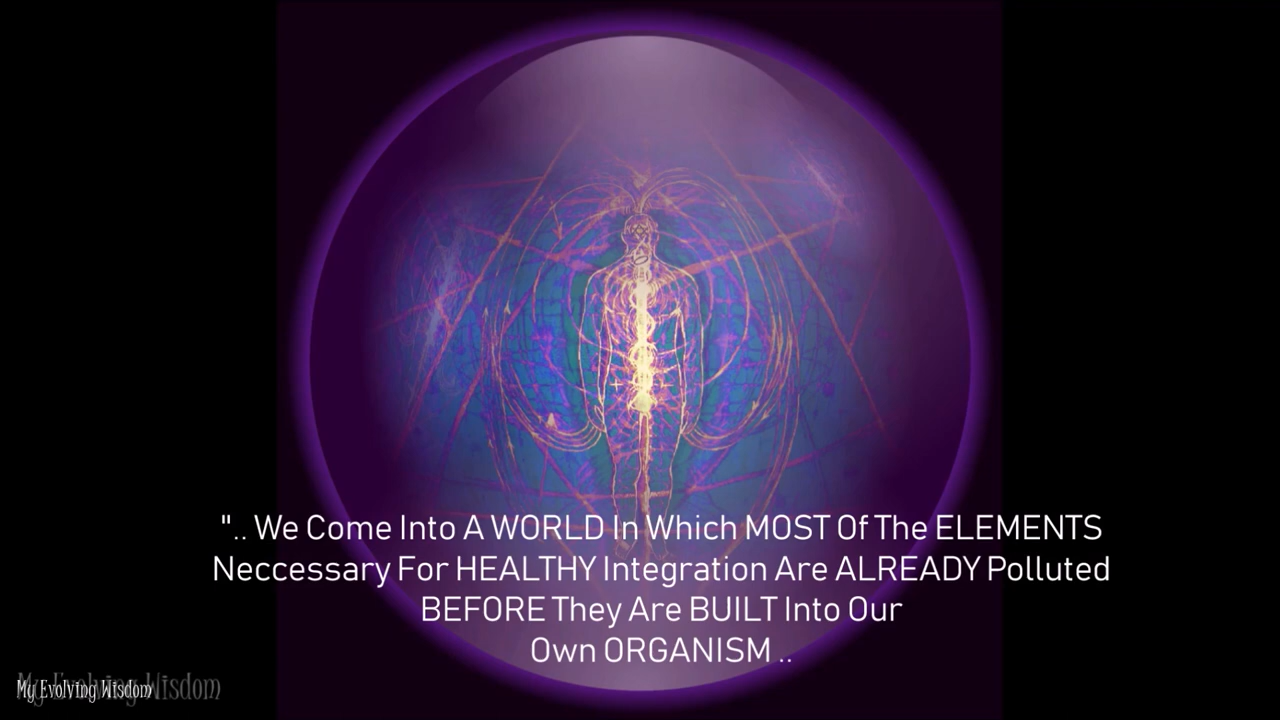 ".. We Come Into A WORLD In Which MOST Of The ELEMENTS
Neccessary For HEALTHY Integration Are ALREADY Polluted
BEFORE They Are BUILT Into Our
Own ORGANISM ..
My Evolving Wisdom